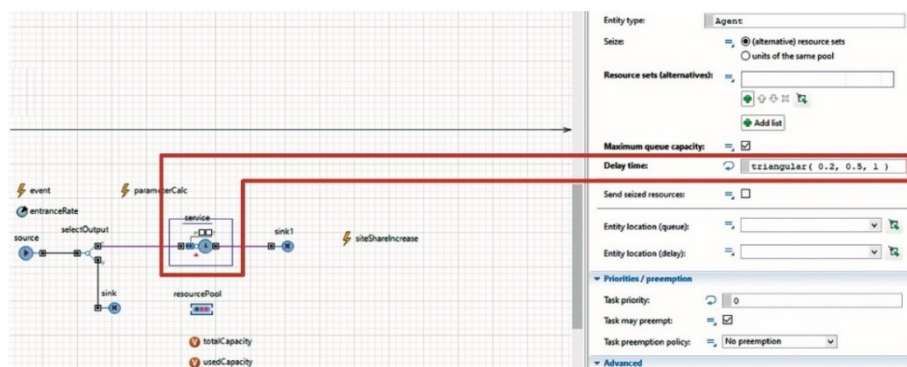 event
parameterCalc
entranceRate
service
selectOutput
source
sink1
siteShareIncrease
sink
resourcePool
totalCapacity
usedCapacity
Entity type: Agent
Seize: (alternative) resource sets
units of the same pool
Resource sets (alternatives):
Add list
Maximum queue capacity:
Delay time: triangular( 0.2, 0.5, 1 )
Send seized resources:
Entity location (queue):
Entity location (delay):
Priorities / preemption
Task priority: 0
Task may preempt:
Task preemption policy: No preemption
Advanced